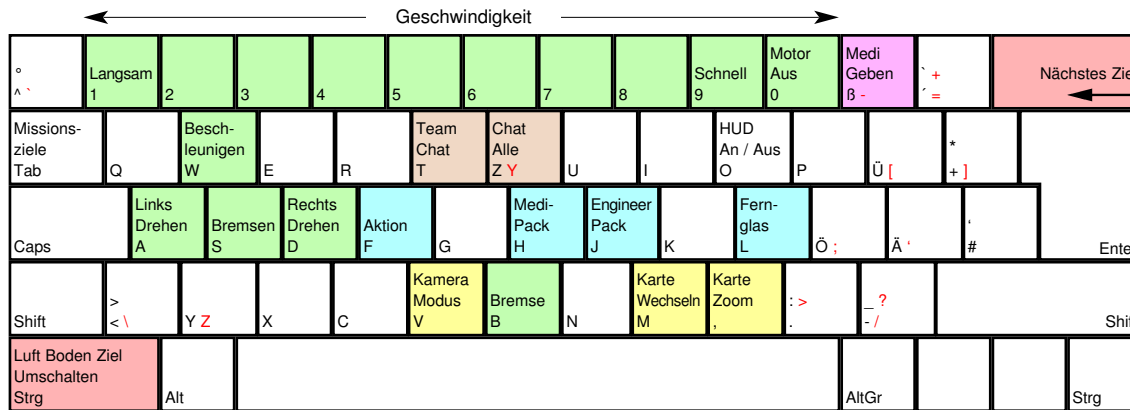 Geschwindigkeit
°
^ `
Langsam
1
2
3
4
5
6
7
8
Schnell
9
Motor
Aus
0
Medi
Geben
ß -
` +
´ =
Nächstes Zie
Missions-
ziele
Tab
Q
Besch-
leunigen
W
E
R
Team
Chat
T
Chat
Alle
Z Y
U
I
HUD
An / Aus
O
P
Ü [
*
+ ]
Caps
Links
Drehen
A
Bremsen
S
Rechts
Drehen
D
Aktion
F
G
Medi-
Pack
H
Engineer
Pack
J
K
Fern-
glas
L
Ö ;
Ä '
'
#
Ente
Shift
>
< \
Y Z
X
C
Kamera
Modus
V
Bremse
B
N
Karte
Wechseln
M
Karte
Zoom
,
: >
.
_ ?
- /
Shif
Luft Boden Ziel
Umschalten
Strg
Alt
AltGr
Strg